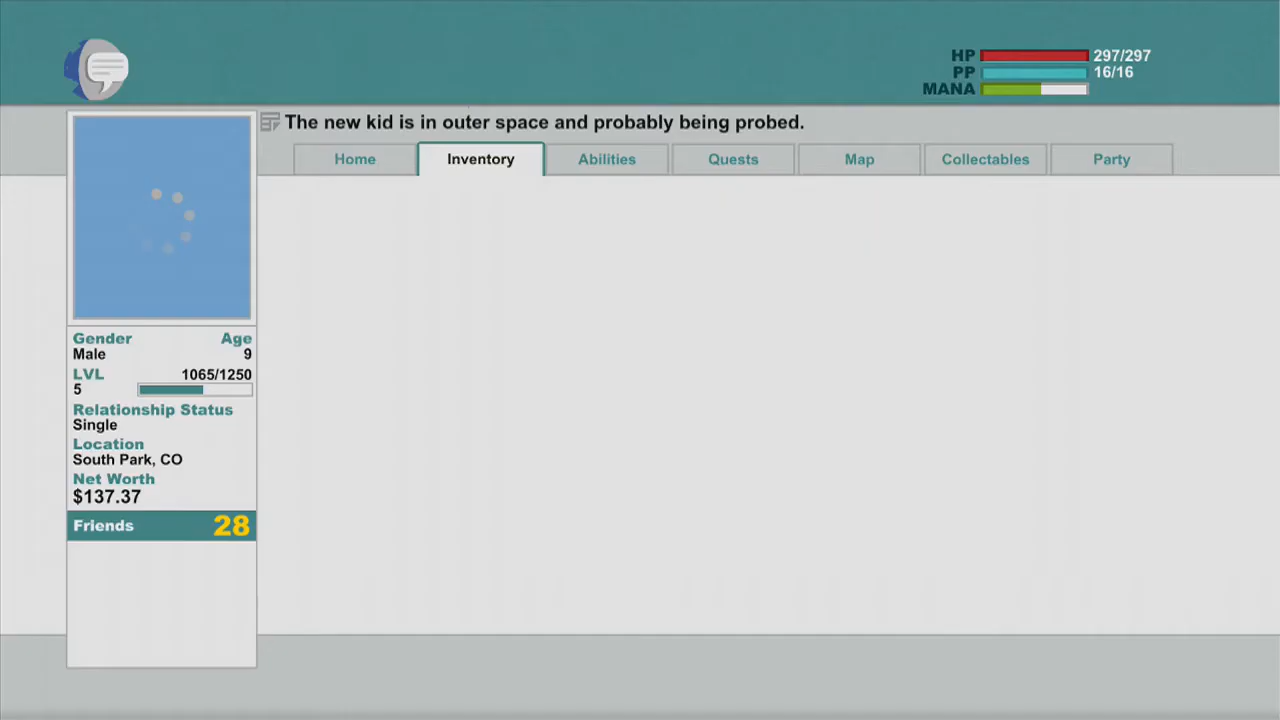 HP 297/297
PP 16/16
MANA
The new kid is in outer space and probably being probed.
Home Inventory Abilities Quests Map Collectables Party
Gender Age
Male 9
LVL 1065/1250
5
Relationship Status
Single
Location
South Park, CO
Net Worth
$137.37
Friends 28